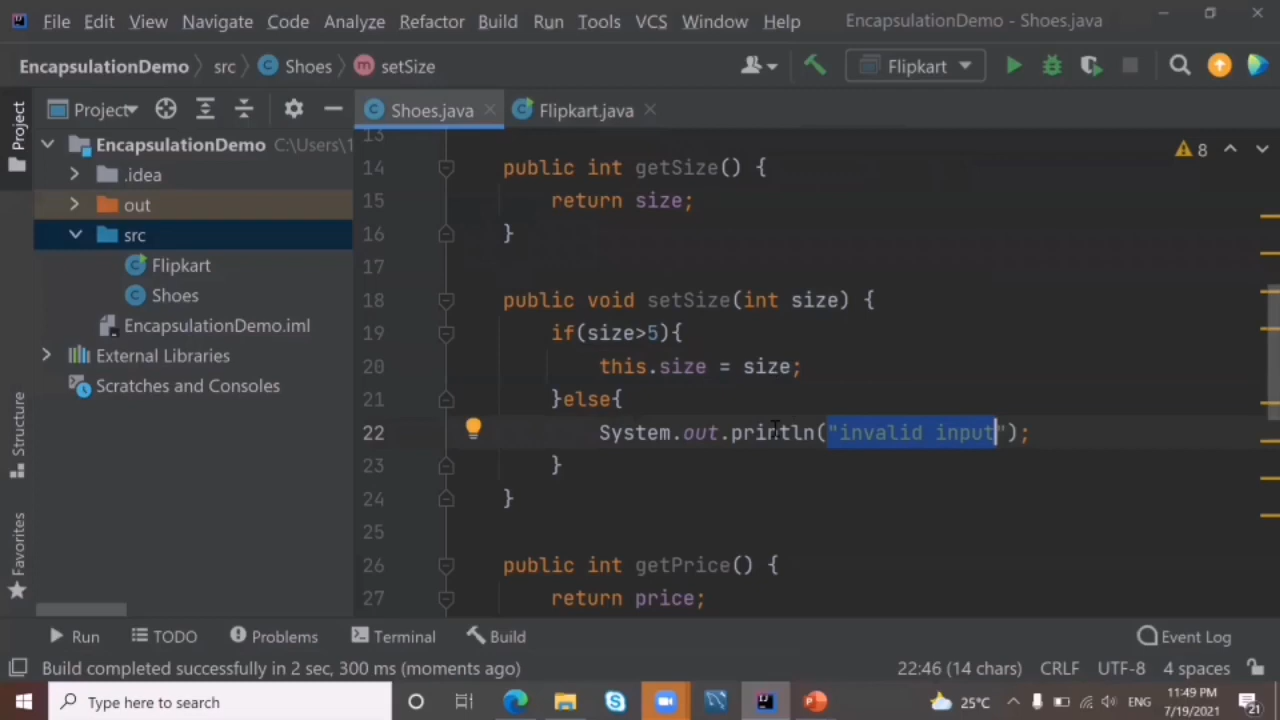 File Edit View Navigate Code Analyze Refactor Build Run Tools VCS Window Help EncapsulationDemo - Shoes.java
EncapsulationDemo src Shoes m setSize Flipkart
Project
Project Shoes.java Flipkart.java
EncapsulationDemo C:\Users\1
.idea
out
src
Flipkart
Shoes
EncapsulationDemo.iml
External Libraries
Scratches and Consoles
Structure
Favorites
8
13
14 public int getSize() {
15 return size;
16 }
17
18 public void setSize(int size) {
19 if(size>5){
20 this.size = size;
21 }else{
22 System.out.println("invalid input");
23 }
24 }
25
26 public int getPrice() {
27 return price;
Run TODO Problems Terminal Build Event Log
Build completed successfully in 2 sec, 300 ms (moments ago) 22:46 (14 chars) CRLF UTF-8 4 spaces
Type here to search 25°C ENG 11:49 PM
7/19/2021 21